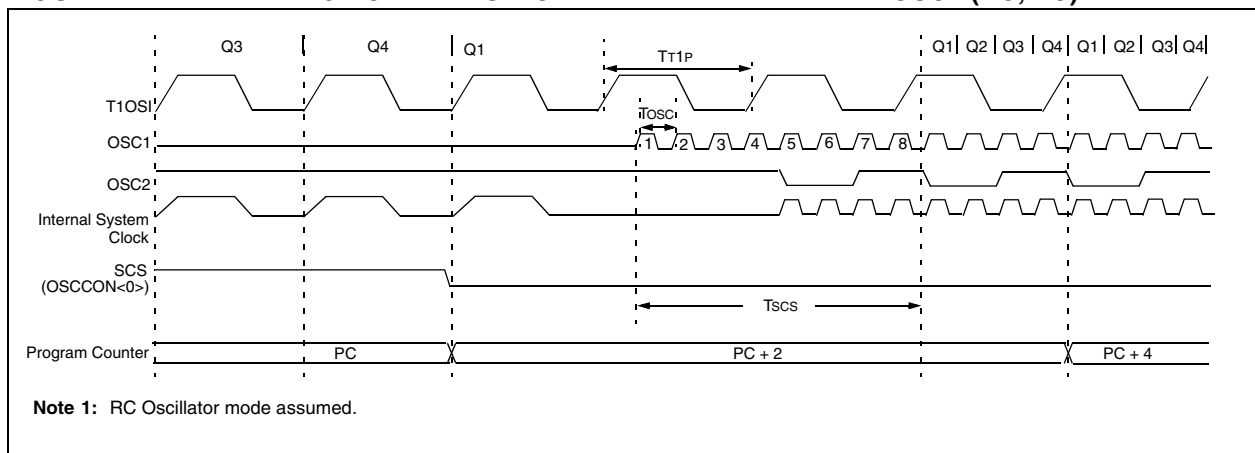 Q3 Q4 Q1 Q1 Q2 Q3 Q4 Q1 Q2 Q3 Q4
TT1P
T1OSI
TOSC
OSC1
1 2 3 4 5 6 7 8
OSC2
Internal System
Clock
SCS
(OSCCON<0>)
TSCS
Program Counter PC PC + 2 PC + 4
Note 1: RC Oscillator mode assumed.